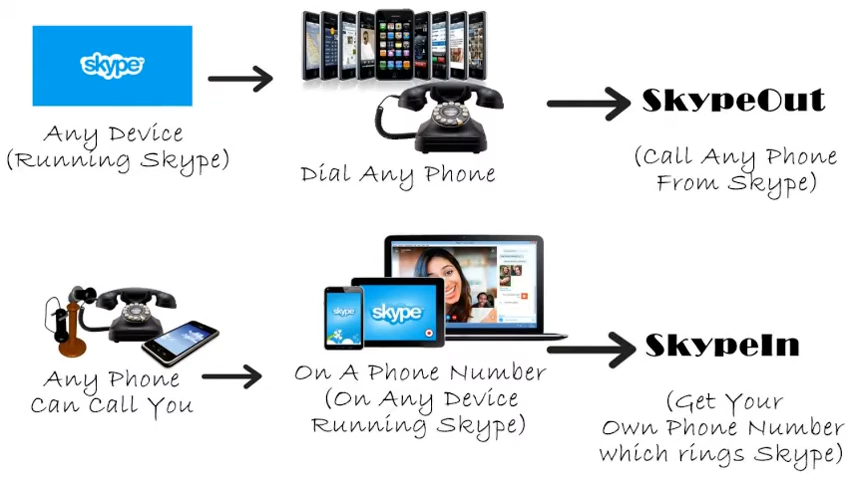 skype
Any Device
(Running Skype)
Dial Any Phone
SkypeOut
(Call Any Phone
From Skype)
Any Phone
Can Call You
skype
skype
On A Phone Number
(On Any Device
Running Skype)
SkypeIn
(Get Your
Own Phone Number
which rings Skype)